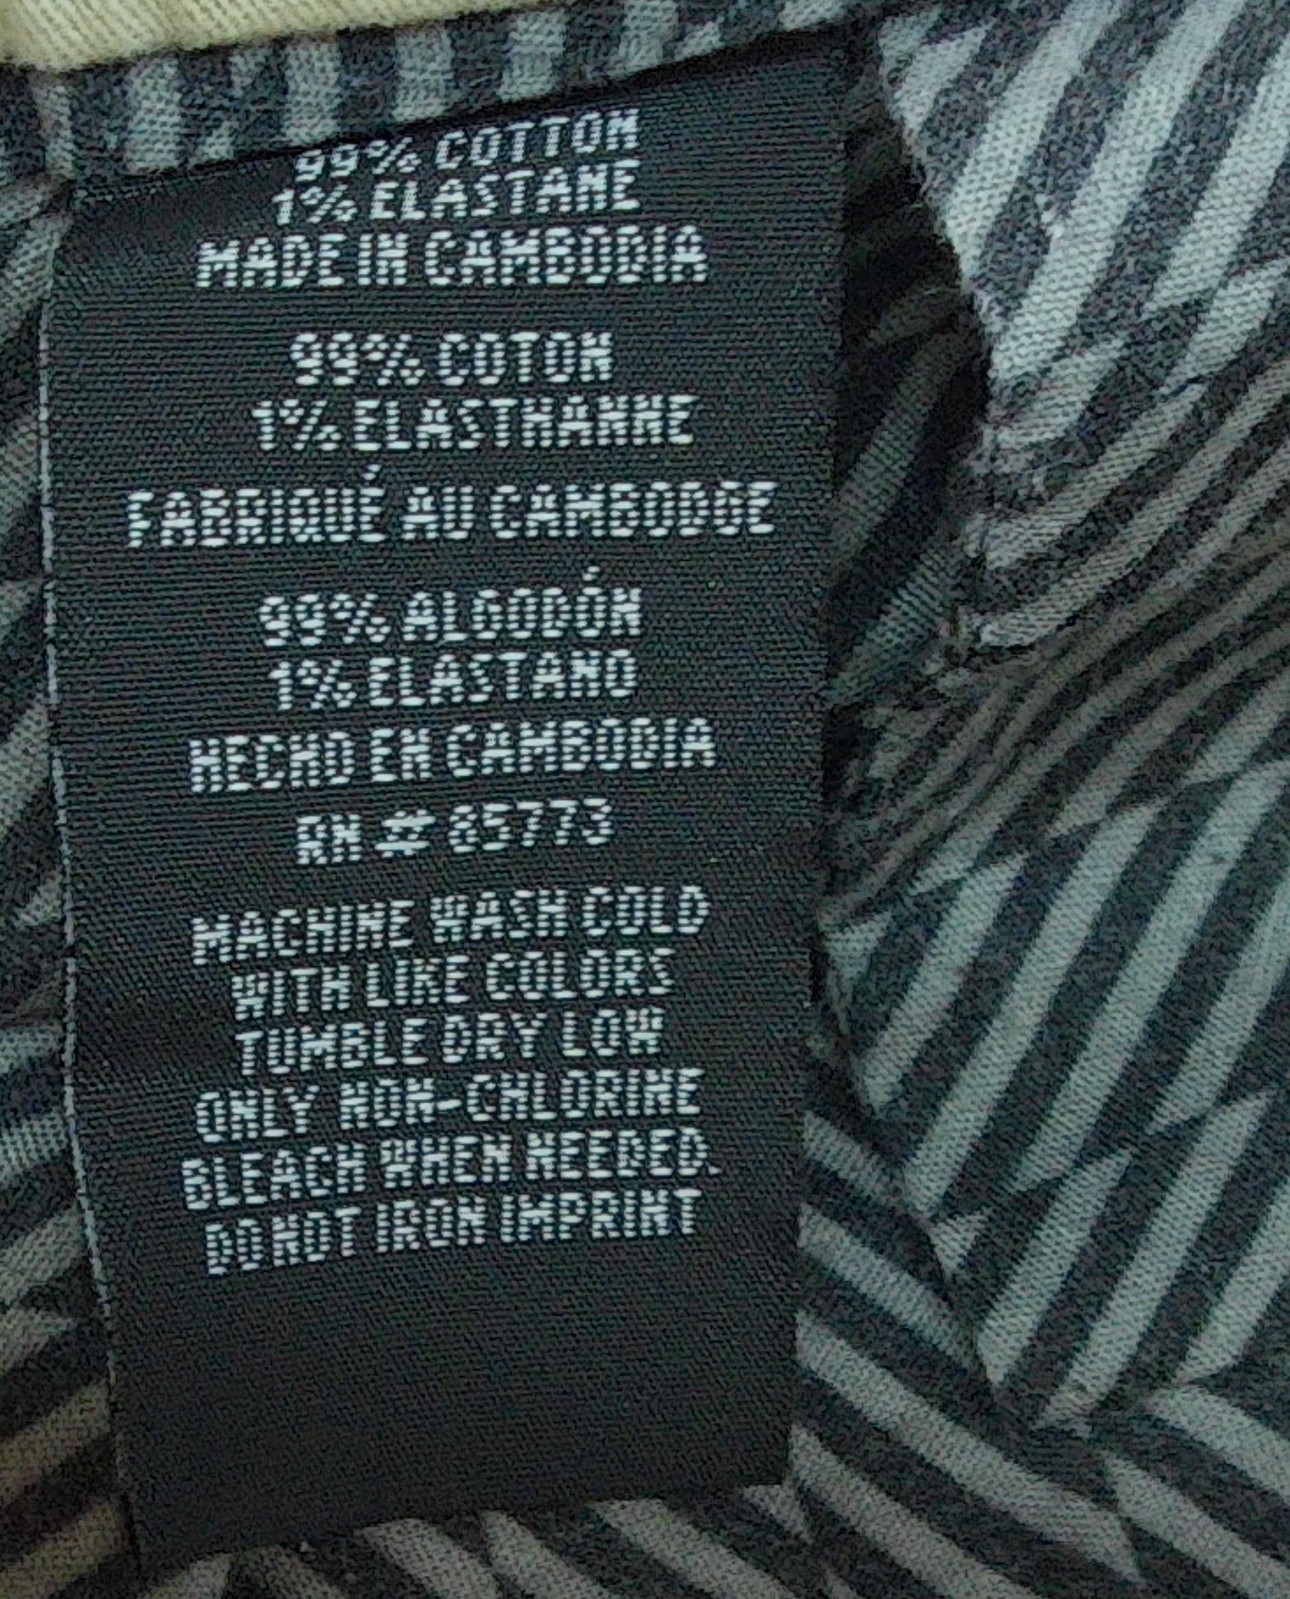 99% COTTON
1% ELASTANE
MADE IN CAMBODIA
99% COTON
1% ELASTHANNE
FABRIQUÉ AU CAMBODGE
99% ALGODÓN
1% ELASTANO
HECHO EN CAMBODIA
RN # 85773
MACHINE WASH COLD
WITH LIKE COLORS
TUMBLE DRY LOW
ONLY NON-CHLORINE
BLEACH WHEN NEEDED.
DO NOT IRON IMPRINT